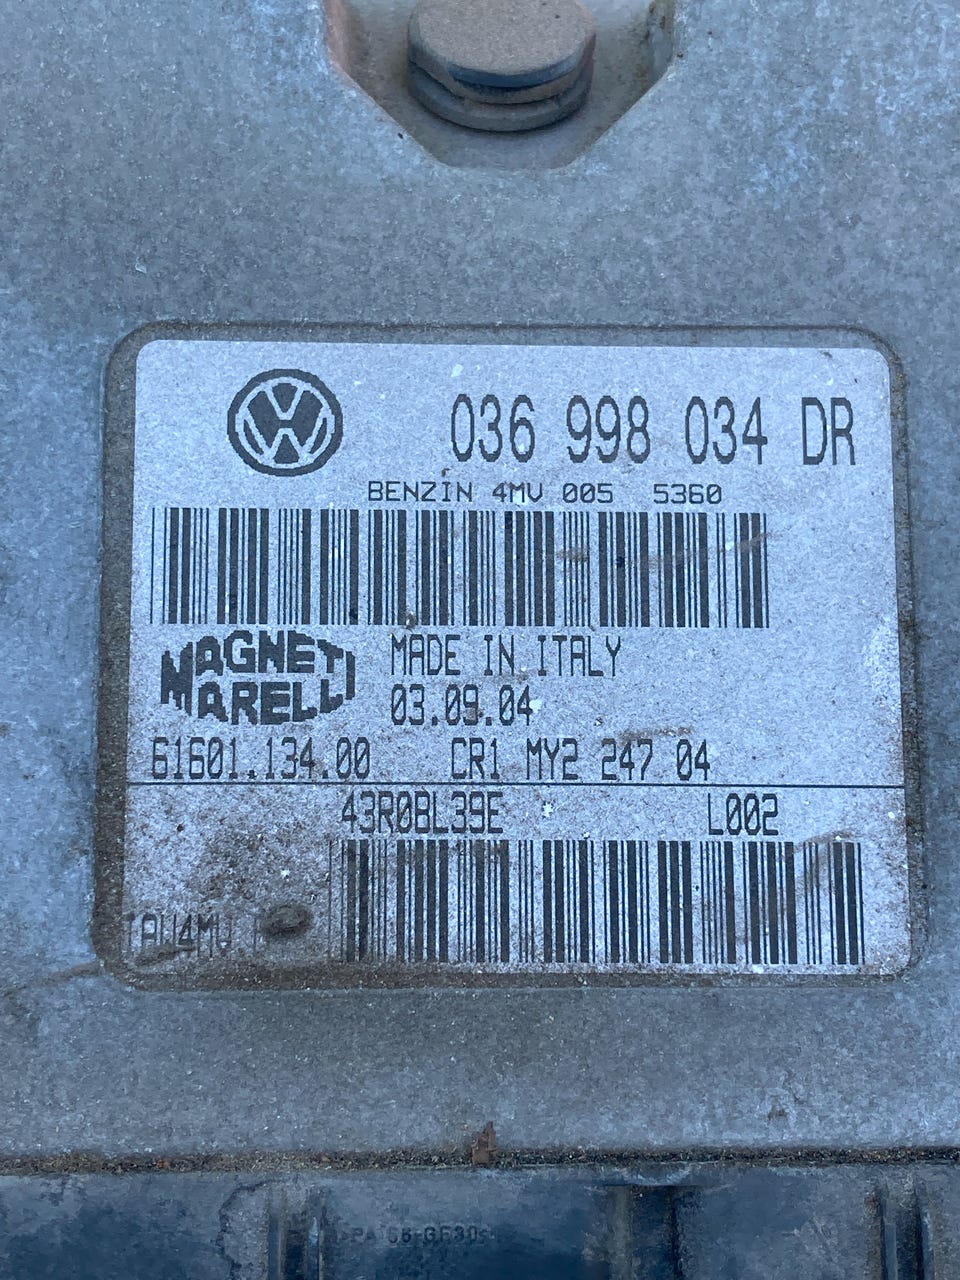 036 998 034 DR
BENZIN 4MV 005 5360
MAGNETI
MARELLI
MADE IN ITALY
03.09.04
61601.134.00 CR1 MY2 247 04
43R0BL39E L002